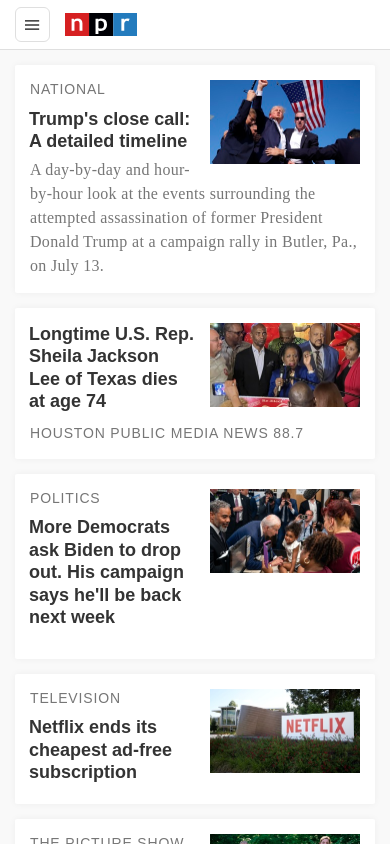 npr
NATIONAL
Trump's close call:
A detailed timeline
A day-by-day and hour-
by-hour look at the events surrounding the
attempted assassination of former President
Donald Trump at a campaign rally in Butler, Pa.,
on July 13.
Longtime U.S. Rep.
Sheila Jackson
Lee of Texas dies
at age 74
HOUSTON PUBLIC MEDIA NEWS 88.7
POLITICS
More Democrats
ask Biden to drop
out. His campaign
says he'll be back
next week
TELEVISION
Netflix ends its
cheapest ad-free
subscription
NETFLIX
THE PICTURE SHOW